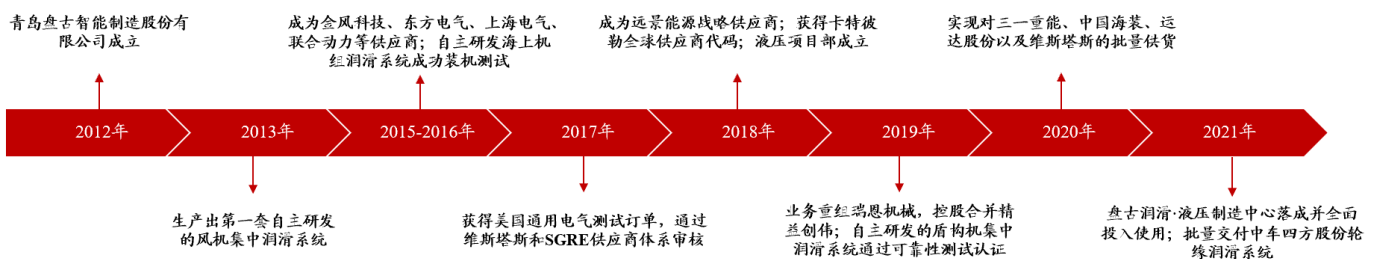 青岛盘古智能制造股份有
限公司成立
成为金风科技、东方电气、上海电气、
联合动力等供应商；自主研发海上机
组润滑系统成功装机测试
成为远景能源战略供应商；获得卡特彼
勒全球供应商代码；液压项目部成立
实现对三一重能、中国海装、运
达股份以及维斯塔斯的批量供货
2012年
2013年
2015-2016年
2017年
2018年
2019年
2020年
2021年
生产出第一套自主研发
的风机集中润滑系统
获得美国通用电气测试订单，通过
维斯塔斯和SGRE供应商体系审核
业务重组瑞恩机械，控股合并精
益创伟；自主研发的盾构机集中
润滑系统通过可靠性测试认证
盘古润滑·液压制造中心落成并全面
投入使用；批量交付中车四方股份轮
缘润滑系统